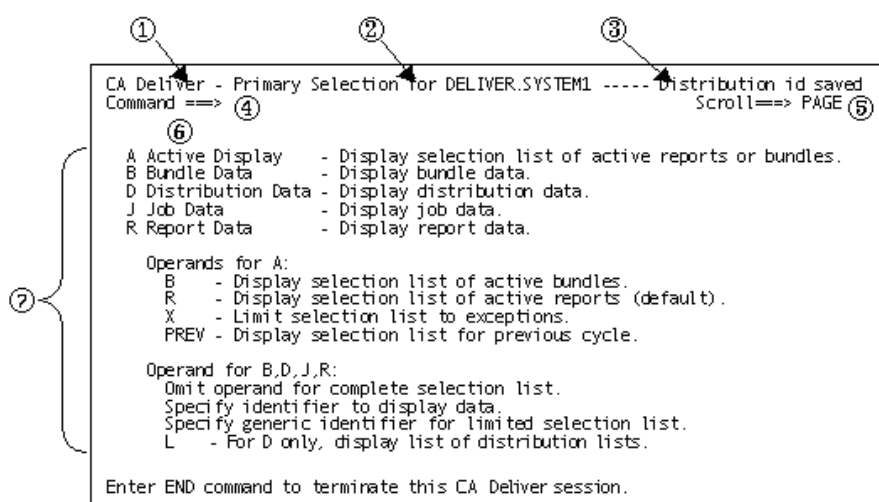 ① ② ③
CA Deliver - Primary Selection for DELIVER.SYSTEM1 ----- Distribution id saved
Command ===> ④ Scroll===> PAGE ⑤
⑥
A Active Display - Display selection list of active reports or bundles.
B Bundle Data - Display bundle data.
D Distribution Data - Display distribution data.
J Job Data - Display job data.
R Report Data - Display report data.
Operands for A:
B - Display selection list of active bundles.
R - Display selection list of active reports (default).
X - Limit selection list to exceptions.
⑦
PREV - Display selection list for previous cycle.
Operand for B,D,J,R:
Omit operand for complete selection list.
Specify identifier to display data.
Specify generic identifier for limited selection list.
L - For D only, display list of distribution lists.
Enter END command to terminate this CA Deliver session.